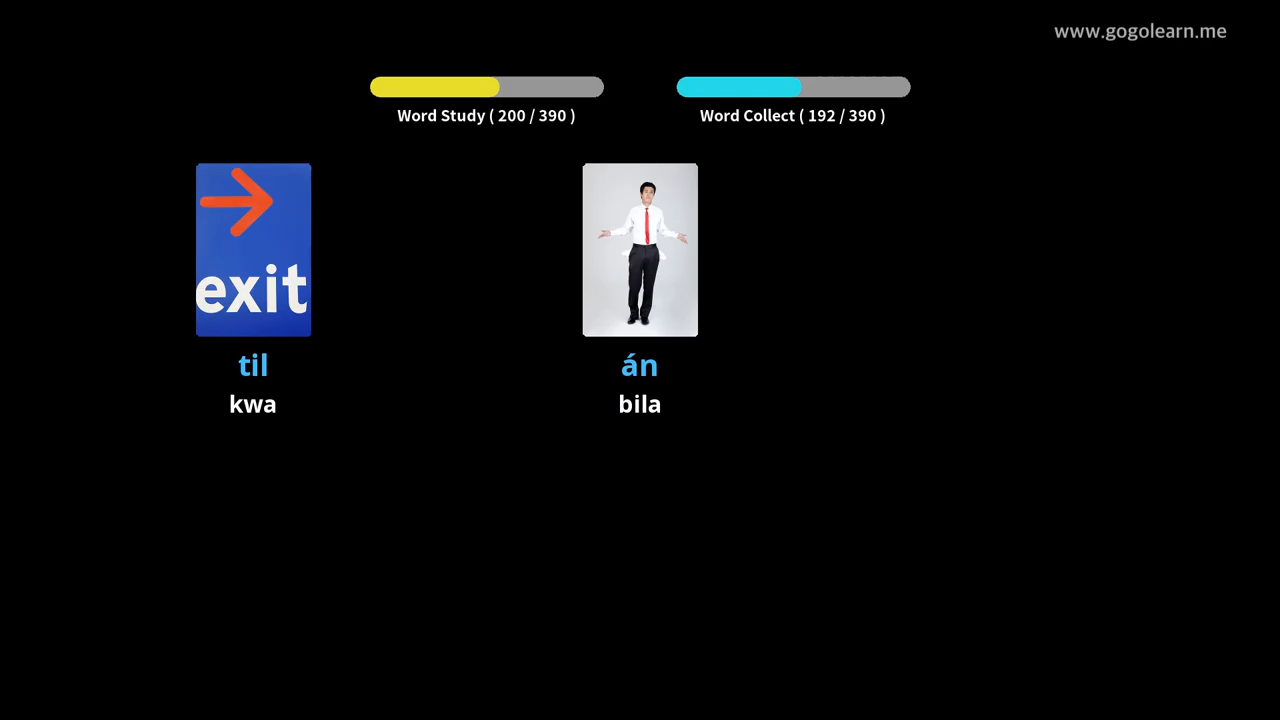 www.gogolearn.me
Word Study ( 200 / 390 )
Word Collect ( 192 / 390 )
exit
til
kwa
án
bila